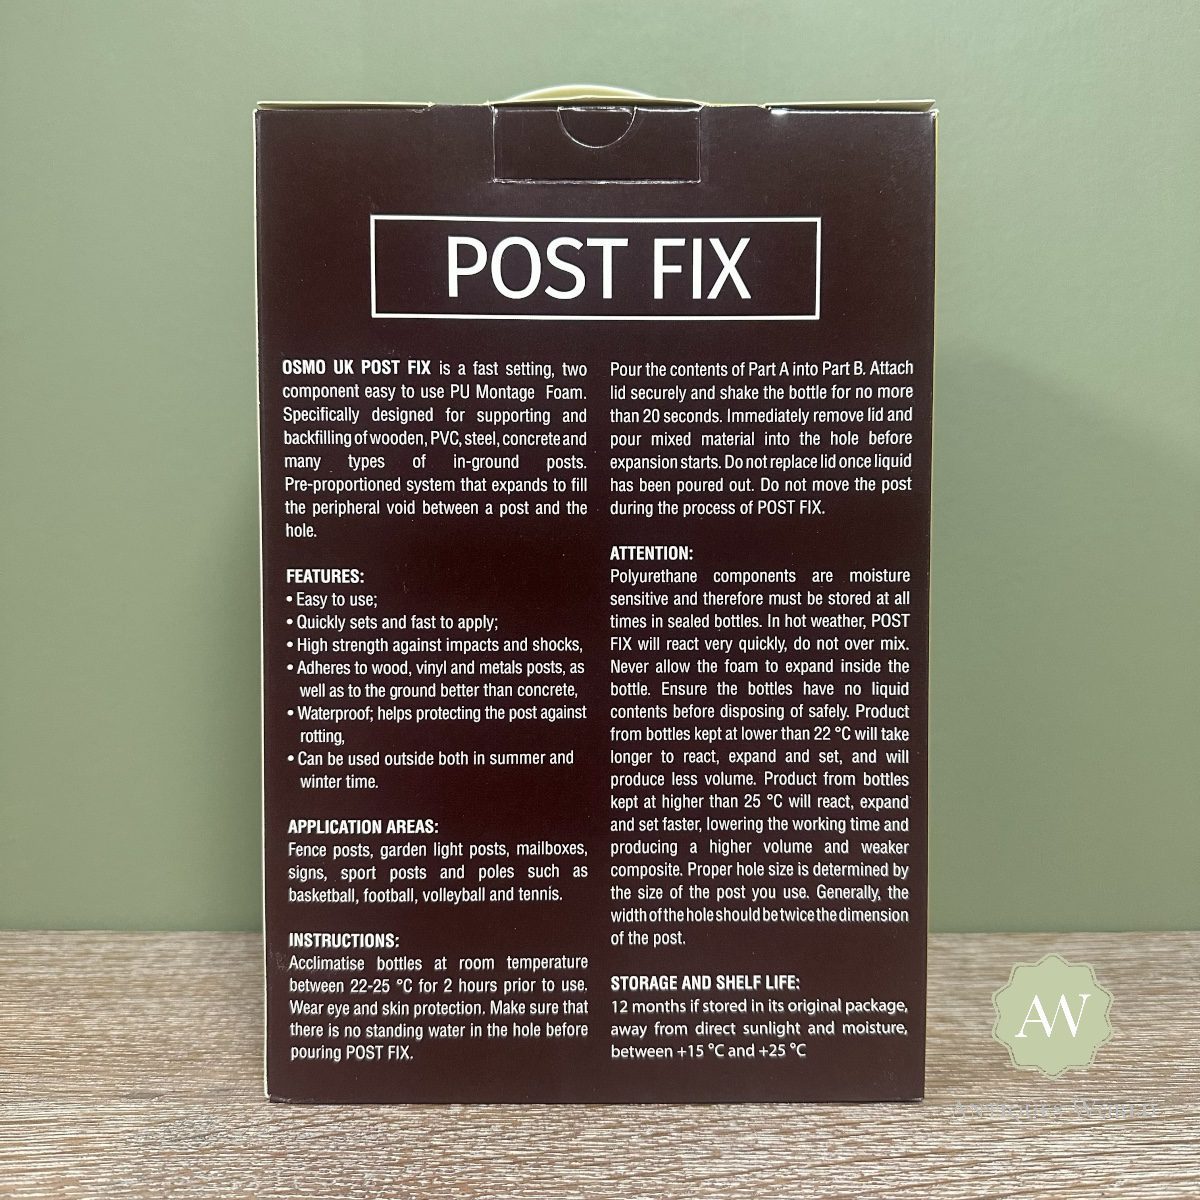 POST FIX
OSMO UK POST FIX is a fast setting, two
component easy to use PU Montage Foam.
Specifically designed for supporting and
backfilling of wooden, PVC, steel, concrete and
many types of in-ground posts.
Pre-proportioned system that expands to fill
the peripheral void between a post and the
hole.
FEATURES:
• Easy to use;
• Quickly sets and fast to apply;
• High strength against impacts and shocks,
• Adheres to wood, vinyl and metals posts, as
well as to the ground better than concrete,
• Waterproof; helps protecting the post against
rotting,
• Can be used outside both in summer and
winter time.
APPLICATION AREAS:
Fence posts, garden light posts, mailboxes,
signs, sport posts and poles such as
basketball, football, volleyball and tennis.
INSTRUCTIONS:
Acclimatise bottles at room temperature
between 22-25 °C for 2 hours prior to use.
Wear eye and skin protection. Make sure that
there is no standing water in the hole before
pouring POST FIX.
Pour the contents of Part A into Part B. Attach
lid securely and shake the bottle for no more
than 20 seconds. Immediately remove lid and
pour mixed material into the hole before
expansion starts. Do not replace lid once liquid
has been poured out. Do not move the post
during the process of POST FIX.
ATTENTION:
Polyurethane components are moisture
sensitive and therefore must be stored at all
times in sealed bottles. In hot weather, POST
FIX will react very quickly, do not over mix.
Never allow the foam to expand inside the
bottle. Ensure the bottles have no liquid
contents before disposing of safely. Product
from bottles kept at lower than 22 °C will take
longer to react, expand and set, and will
produce less volume. Product from bottles
kept at higher than 25 °C will react, expand
and set faster, lowering the working time and
producing a higher volume and weaker
composite. Proper hole size is determined by
the size of the post you use. Generally, the
width of the hole should be twice the dimension
of the post.
STORAGE AND SHELF LIFE:
12 months if stored in its original package,
away from direct sunlight and moisture,
between +15 °C and +25 °C
AW